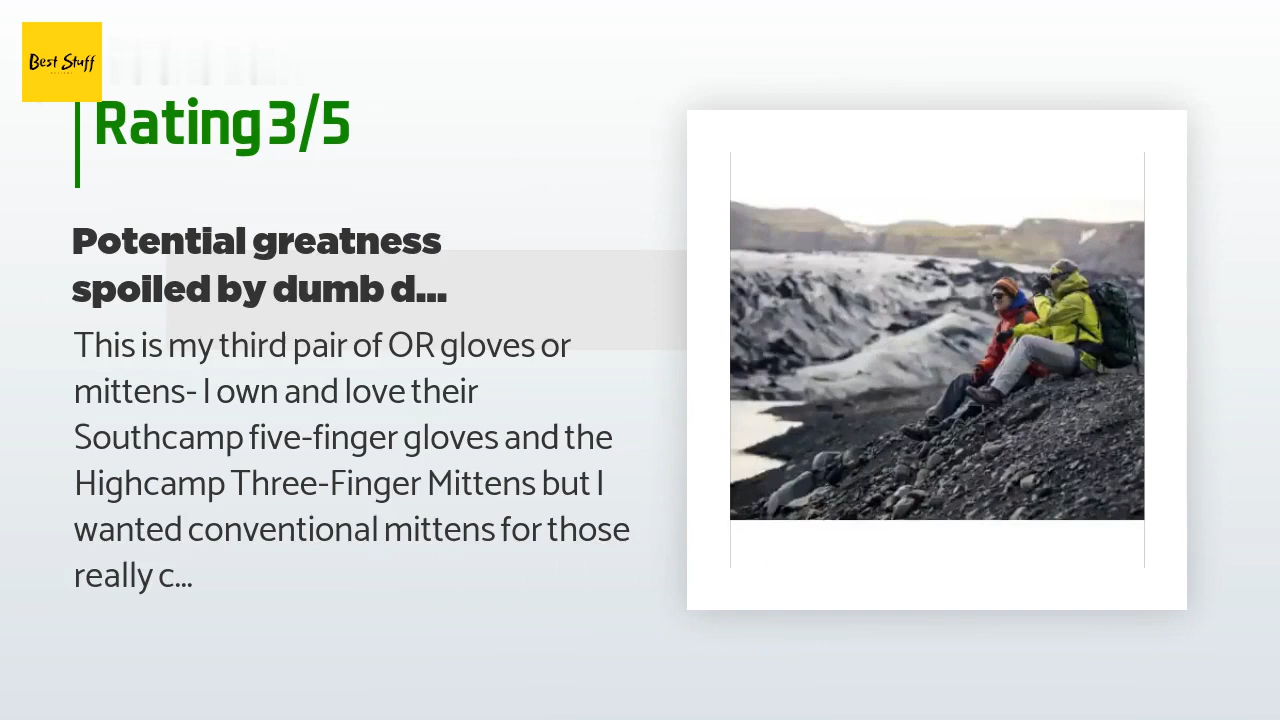 Best Stuff
Rating 3/5
Potential greatness
spoiled by dumb d...
This is my third pair of OR gloves or
mittens- I own and love their
Southcamp five-finger gloves and the
Highcamp Three-Finger Mittens but I
wanted conventional mittens for those
really c...